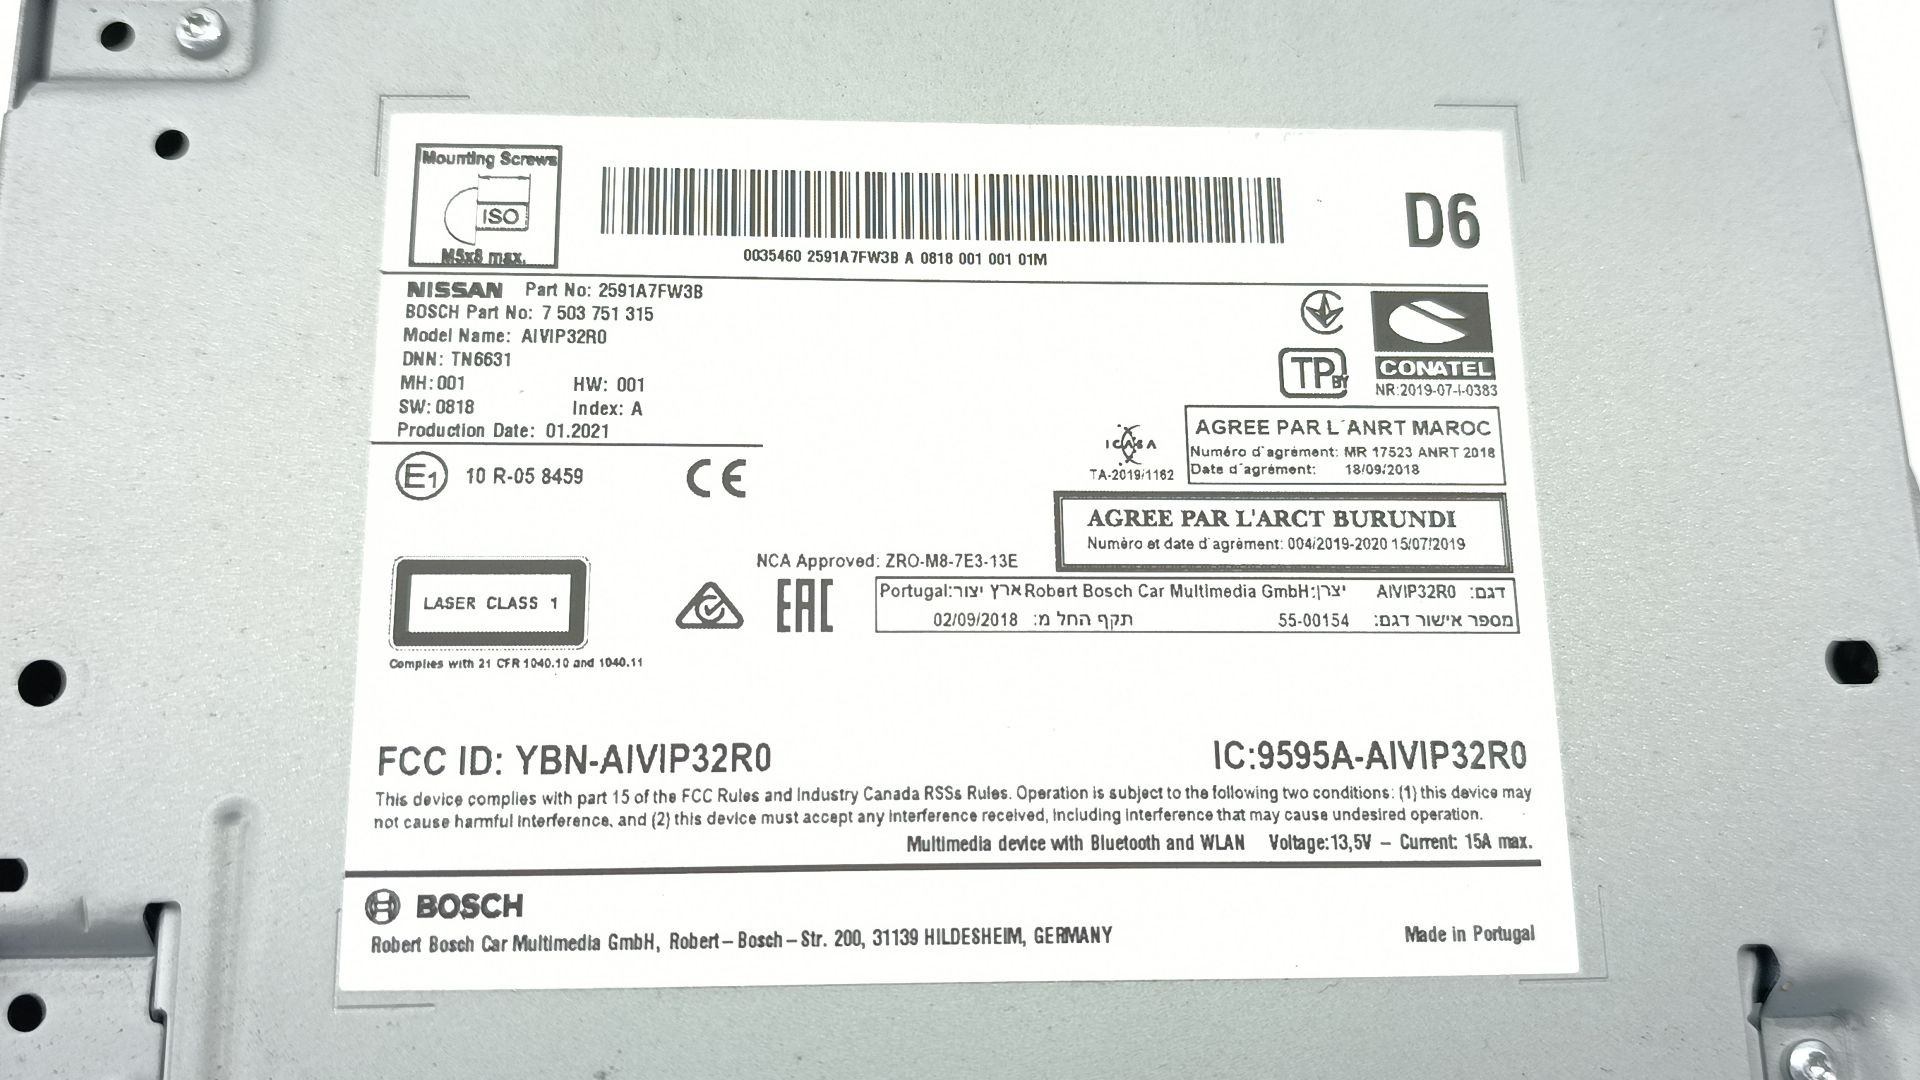 Mounting Screws
ISO
M5x8 max.
0035460 2591A7FW3B A 0818 001 001 01M
D6
NISSAN Part No: 2591A7FW3B
BOSCH Part No: 7 503 751 315
Model Name: AIVIP32R0
DNN: TN6631
MH: 001 HW: 001
SW: 0818 Index: A
Production Date: 01.2021
E1 10 R-05 8459 CE
TP BY
CONATEL
NR:2019-07-I-0383
ICASA
TA-2019/1162
AGREE PAR L´ANRT MAROC
Numéro d´agrément: MR 17523 ANRT 2018
Date d´agrément: 18/09/2018
AGREE PAR L'ARCT BURUNDI
Numéro et date d´agrément: 004/2019-2020 15/07/2019
NCA Approved: ZRO-M8-7E3-13E
LASER CLASS 1
Complies with 21 CFR 1040.10 and 1040.11
EAC
דגם: AIVIP32R0 יצרן: Robert Bosch Car Multimedia GmbH ארץ יצור: Portugal
מספר אישור דגם: 55-00154 תקף החל מ: 02/09/2018
FCC ID: YBN-AIVIP32R0 IC:9595A-AIVIP32R0
This device complies with part 15 of the FCC Rules and Industry Canada RSSs Rules. Operation is subject to the following two conditions: (1) this device may
not cause harmful interference, and (2) this device must accept any interference received, including interference that may cause undesired operation.
Multimedia device with Bluetooth and WLAN Voltage:13,5V – Current: 15A max.
BOSCH
Robert Bosch Car Multimedia GmbH, Robert–Bosch–Str. 200, 31139 HILDESHEIM, GERMANY
Made in Portugal